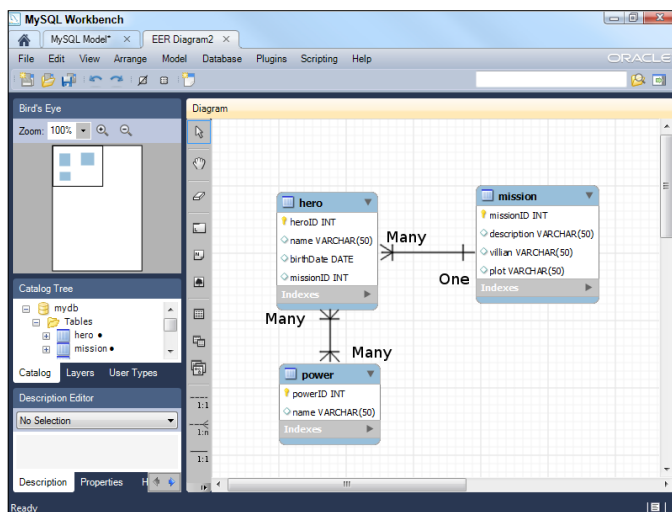 MySQL Workbench
MySQL Model* × EER Diagram2 ×
File Edit View Arrange Model Database Plugins Scripting Help ORACLE
Bird's Eye
Zoom: 100%
Catalog Tree
mydb
Tables
hero
mission
Catalog Layers User Types
Description Editor
No Selection
Description Properties H
Ready
Diagram
1:1
1:n
1:1
hero
heroID INT
name VARCHAR(50)
birthDate DATE
missionID INT
Indexes
Many
One
mission
missionID INT
description VARCHAR(50)
villian VARCHAR(50)
plot VARCHAR(50)
Indexes
Many
Many
power
powerID INT
name VARCHAR(50)
Indexes